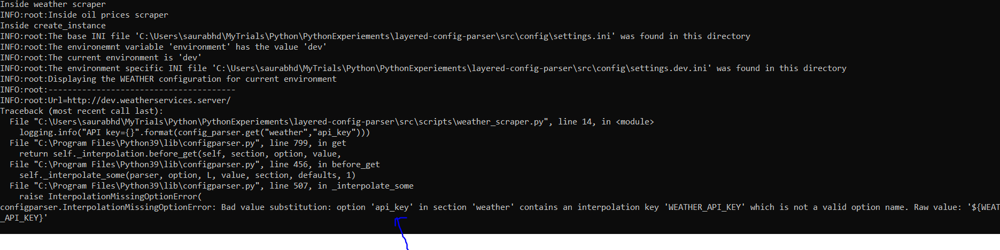 Inside weather scraper
INFO:root:Inside oil prices scraper
Inside create_instance
INFO:root:The base INI file 'C:\Users\saurabhd\MyTrials\Python\PythonExperiements\layered-config-parser\src\config\settings.ini' was found in this directory
INFO:root:The environemnt variable 'environment' has the value 'dev'
INFO:root:The current environment is 'dev'
INFO:root:The environment specific INI file 'C:\Users\saurabhd\MyTrials\Python\PythonExperiements\layered-config-parser\src\config\settings.dev.ini' was found in this directory
INFO:root:Displaying the WEATHER configuration for current environment
INFO:root:---------------------------------------
INFO:root:Url=http://dev.weatherservices.server/
Traceback (most recent call last):
  File "C:\Users\saurabhd\MyTrials\Python\PythonExperiements\layered-config-parser\src\scripts\weather_scraper.py", line 14, in <module>
    logging.info("API key={}".format(config_parser.get("weather","api_key")))
  File "C:\Program Files\Python39\lib\configparser.py", line 799, in get
    return self._interpolation.before_get(self, section, option, value,
  File "C:\Program Files\Python39\lib\configparser.py", line 456, in before_get
    self._interpolate_some(parser, option, L, value, section, defaults, 1)
  File "C:\Program Files\Python39\lib\configparser.py", line 507, in _interpolate_some
    raise InterpolationMissingOptionError(
configparser.InterpolationMissingOptionError: Bad value substitution: option 'api_key' in section 'weather' contains an interpolation key 'WEATHER_API_KEY' which is not a valid option name. Raw value: '${WEAT
_API_KEY}'